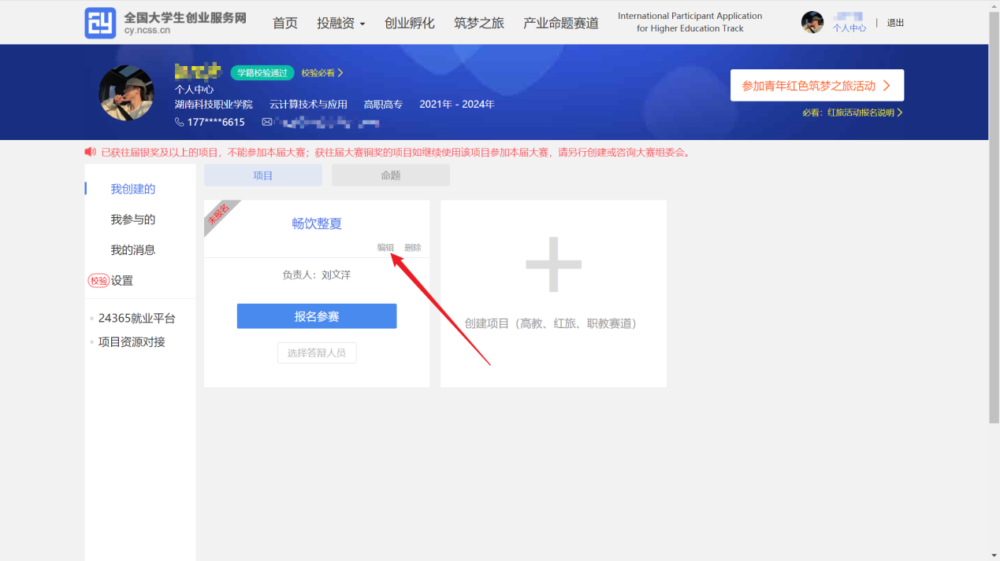 全国大学生创业服务网
cy.ncss.cn
首页 投融资 创业孵化 筑梦之旅 产业命题赛道
International Participant Application
for Higher Education Track
个人中心 | 退出
学籍校验通过 校验必看
个人中心
湖南科技职业学院 云计算技术与应用 高职高专 2021年 - 2024年
177****6615
参加青年红色筑梦之旅活动
必看：红旅活动报名说明
已获往届银奖及以上的项目，不能参加本届大赛；获往届大赛铜奖的项目如继续使用该项目参加本届大赛，请另行创建或咨询大赛组委会。
我创建的
我参与的
我的消息
校验 设置
24365就业平台
项目资源对接
项目 命题
未报名
畅饮整夏
编辑 删除
负责人：刘文洋
报名参赛
选择答辩人员
创建项目（高教、红旅、职教赛道）